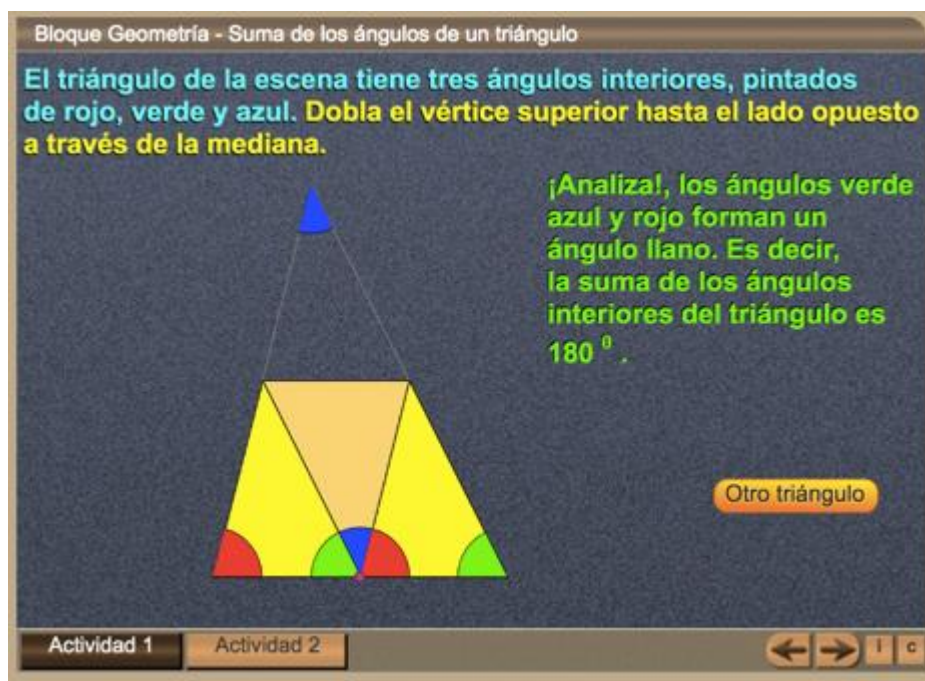 Bloque Geometría - Suma de los ángulos de un triángulo
El triángulo de la escena tiene tres ángulos interiores, pintados
de rojo, verde y azul. Dobla el vértice superior hasta el lado opuesto
a través de la mediana.
¡Analiza!, los ángulos verde
azul y rojo forman un
ángulo llano. Es decir,
la suma de los ángulos
interiores del triángulo es
180 º .
Otro triángulo
Actividad 1
Actividad 2
i
c